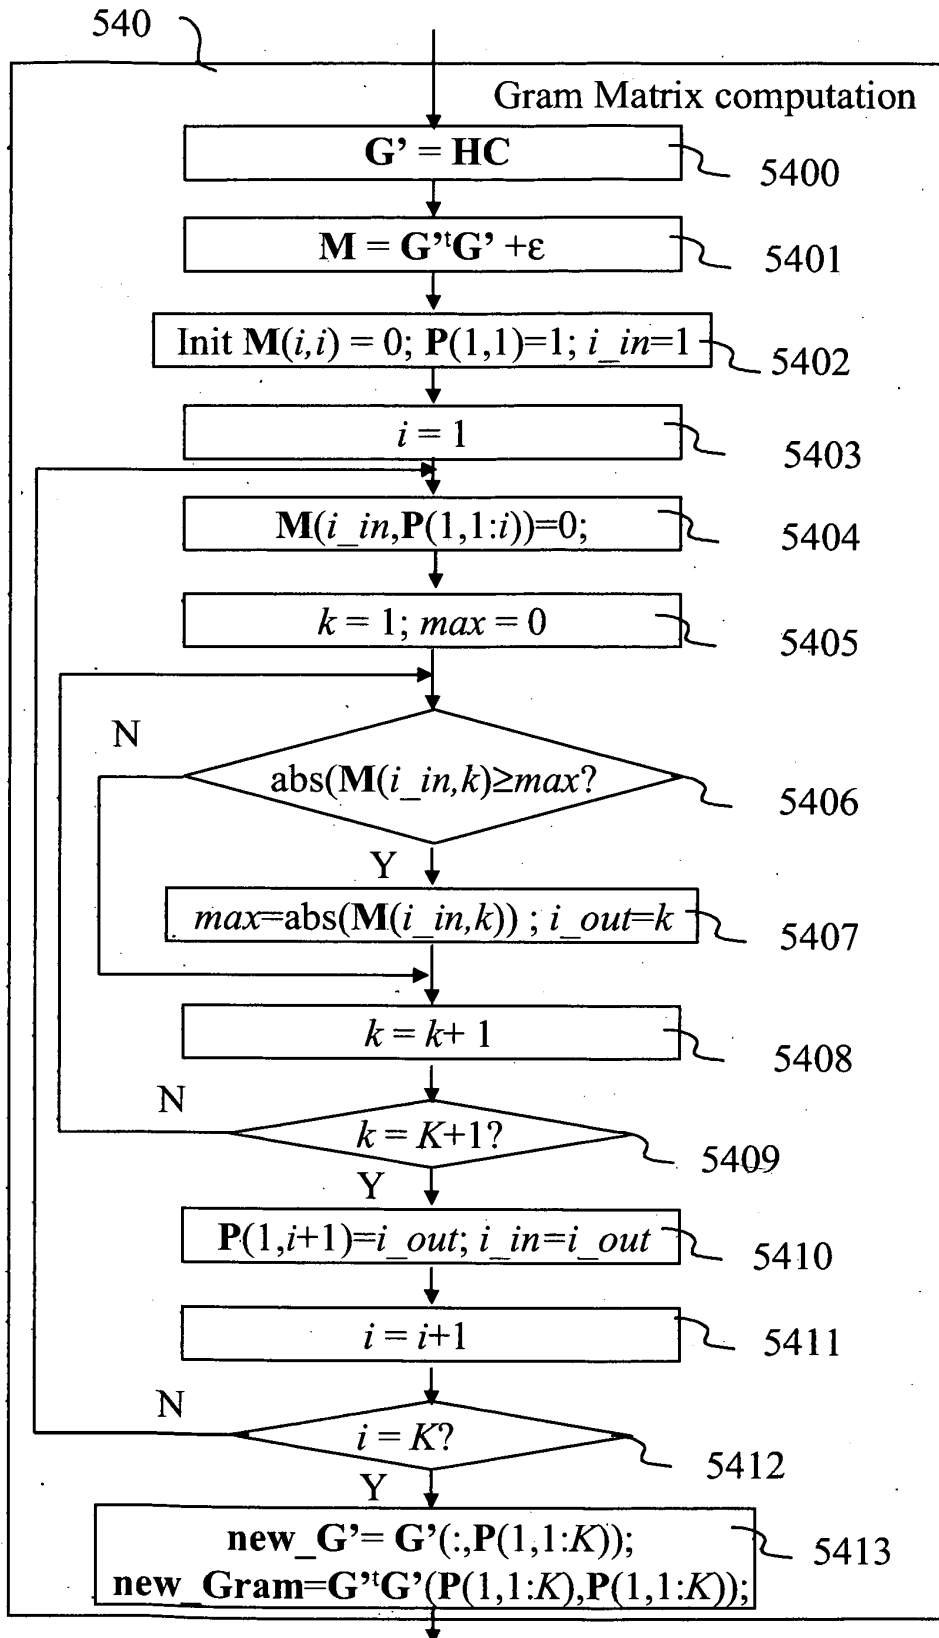 540
Gram Matrix computation
G’ = HC
5400
M = G’ᵗG’ +ε
5401
Init M(i,i) = 0; P(1,1)=1; i_in=1
5402
i = 1
5403
M(i_in,P(1,1:i))=0;
5404
k = 1; max = 0
5405
N
abs(M(i_in,k)≥max?
5406
Y
max=abs(M(i_in,k)) ; i_out=k
5407
k = k+ 1
5408
N
k = K+1?
5409
Y
P(1,i+1)=i_out; i_in=i_out
5410
i = i+1
5411
N
i = K?
5412
Y
new_G’= G’(:,P(1,1:K));
new_Gram=G’ᵗG’(P(1,1:K),P(1,1:K));
5413